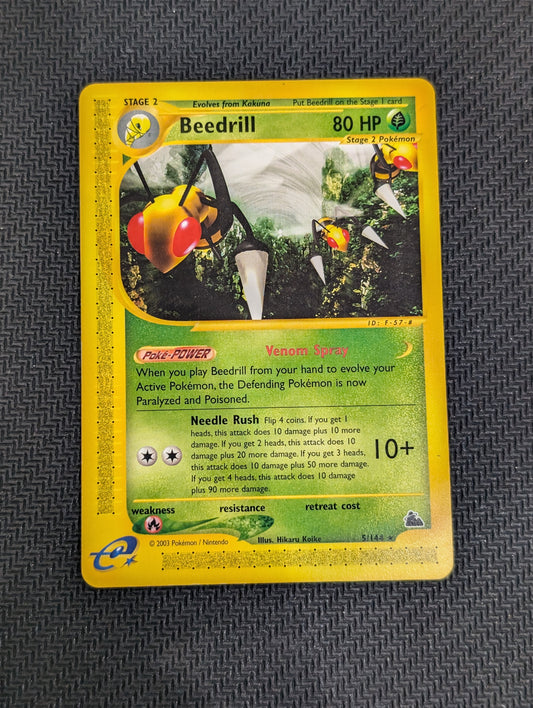 STAGE 2 Evolves from Kakuna Put Beedrill on the Stage 1 card
Beedrill 80 HP
Stage 2 Pokémon
ID: F-57-#
Poké-POWER Venom Spray
When you play Beedrill from your hand to evolve your
Active Pokémon, the Defending Pokémon is now
Paralyzed and Poisoned.
Needle Rush Flip 4 coins. If you get 1
heads, this attack does 10 damage plus 10 more
damage. If you get 2 heads, this attack does 10
damage plus 20 more damage. If you get 3 heads,
this attack does 10 damage plus 50 more damage.
If you get 4 heads, this attack does 10 damage
plus 90 more damage.
10+
weakness resistance retreat cost
e
© 2003 Pokémon / Nintendo Illus. Hikaru Koike 5/144 ★